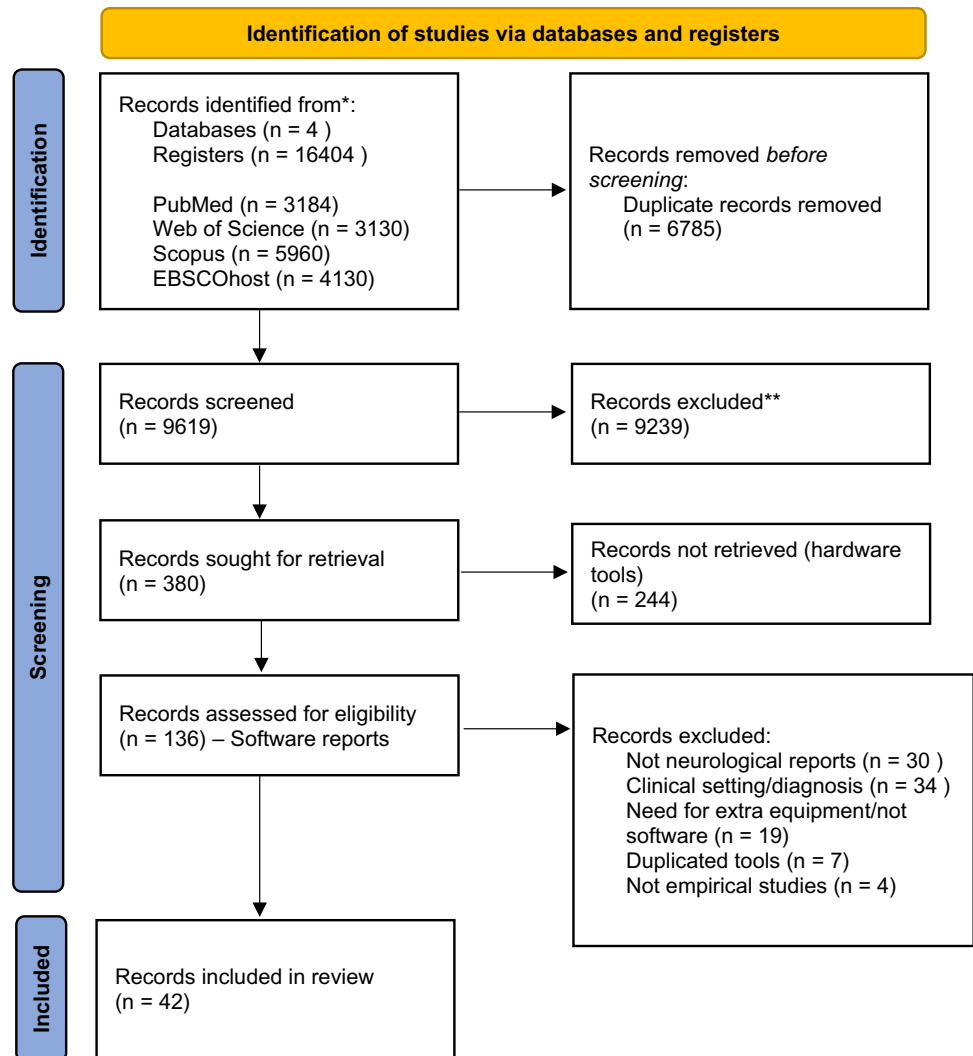 Identification of studies via databases and registers
Identification
Records identified from*:
Databases (n = 4 )
Registers (n = 16404 )
PubMed (n = 3184)
Web of Science (n = 3130)
Scopus (n = 5960)
EBSCOhost (n = 4130)
Records removed before
screening:
Duplicate records removed
(n = 6785)
Screening
Records screened
(n = 9619)
Records excluded**
(n = 9239)
Records sought for retrieval
(n = 380)
Records not retrieved (hardware
tools)
(n = 244)
Records assessed for eligibility
(n = 136) – Software reports
Records excluded:
Not neurological reports (n = 30 )
Clinical setting/diagnosis (n = 34 )
Need for extra equipment/not
software (n = 19)
Duplicated tools (n = 7)
Not empirical studies (n = 4)
Included
Records included in review
(n = 42)